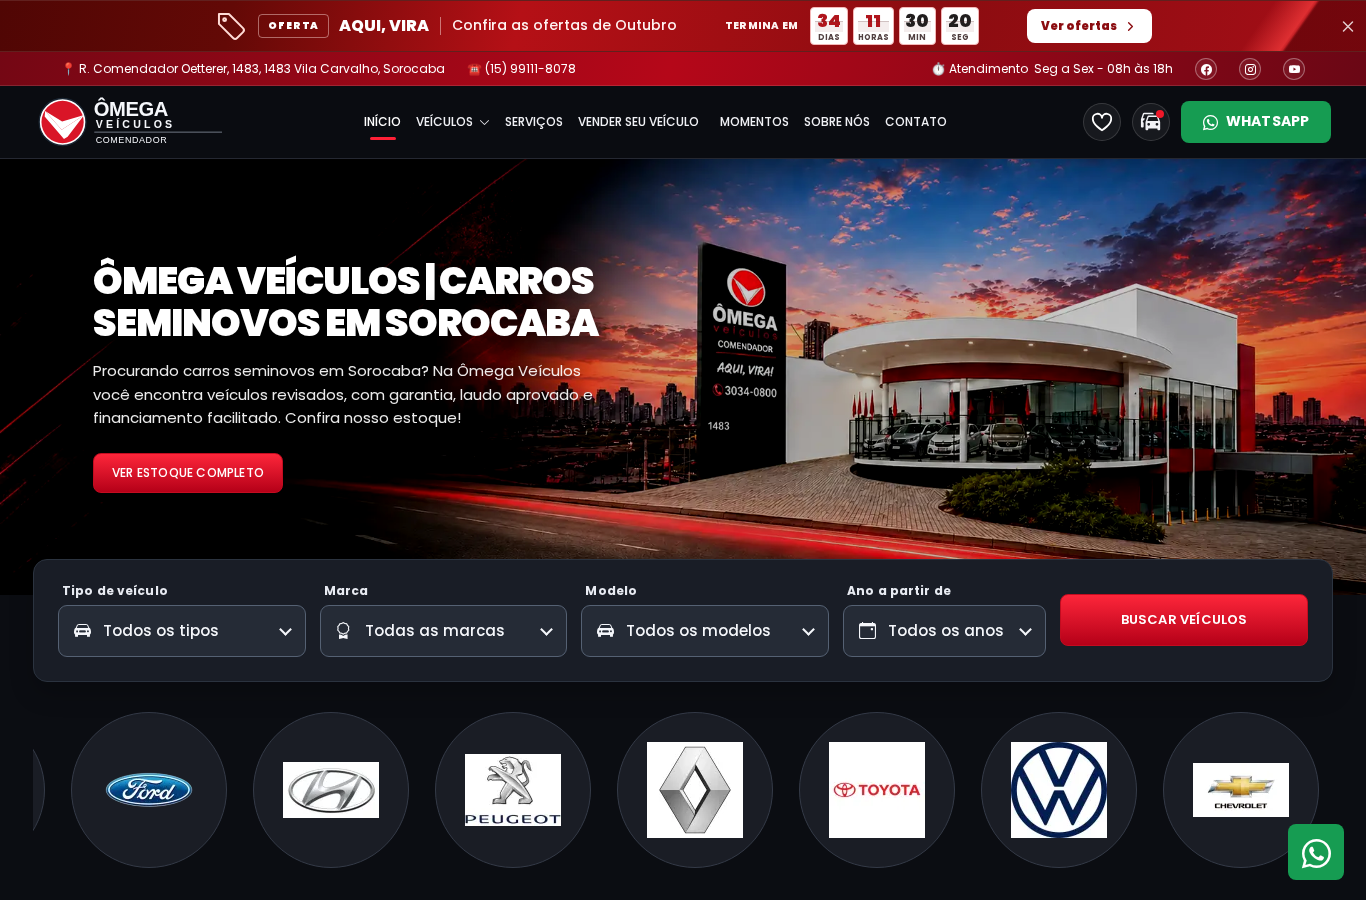 OFERTA AQUI, VIRA Confira as ofertas de Outubro TERMINA EM 34 DIAS 11 HORAS 30 MIN 20 SEG Ver ofertas
R. Comendador Oetterer, 1483, 1483 Vila Carvalho, Sorocaba (15) 99111-8078 Atendimento Seg a Sex - 08h às 18h
ÔMEGA
VEÍCULOS
COMENDADOR
INÍCIO VEÍCULOS SERVIÇOS VENDER SEU VEÍCULO MOMENTOS SOBRE NÓS CONTATO WHATSAPP
ÔMEGA VEÍCULOS | CARROS
SEMINOVOS EM SOROCABA
Procurando carros seminovos em Sorocaba? Na Ômega Veículos
você encontra veículos revisados, com garantia, laudo aprovado e
financiamento facilitado. Confira nosso estoque!
VER ESTOQUE COMPLETO
ÔMEGA
veículos
COMENDADOR
AQUI, VIRA!
3034-0800
1483
Tipo de veículo Marca Modelo Ano a partir de
Todos os tipos Todas as marcas Todos os modelos Todos os anos BUSCAR VEÍCULOS
Ford
PEUGEOT
TOYOTA
CHEVROLET